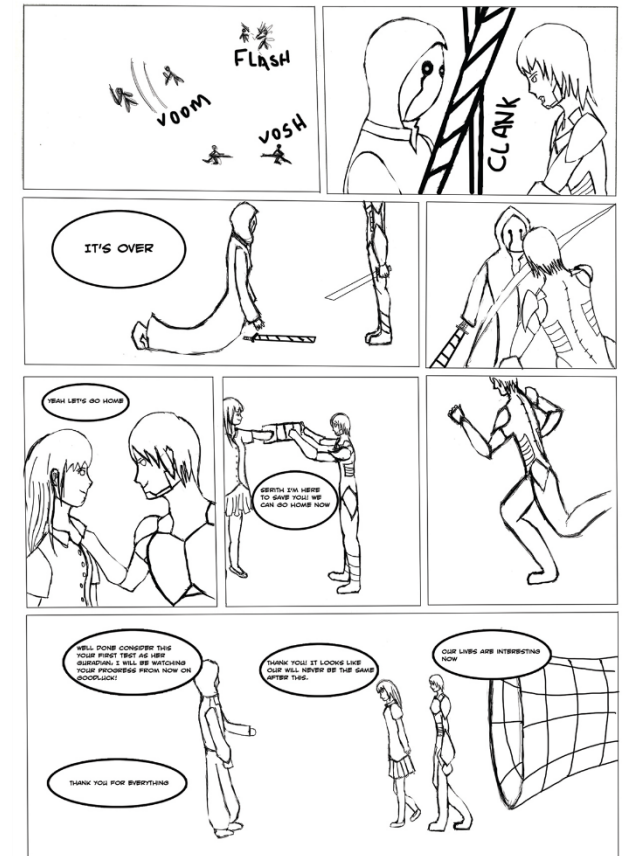 FLASH
VOOM
VOSH
CLANK
IT'S OVER
YEAH LET'S GO HOME
SERITH I'M HERE
TO SAVE YOU! WE
CAN GO HOME NOW
WELL DONE CONSIDER THIS
YOUR FIRST TEST AS HER
GURADIAN. I WILL BE WATCHING
YOUR PROGRESS FROM NOW ON
GOODLUCK!
THANK YOU! IT LOOKS LIKE
OUR WILL NEVER BE THE SAME
AFTER THIS.
OUR LIVES ARE INTERESTING
NOW
THANK YOU FOR EVERYTHING